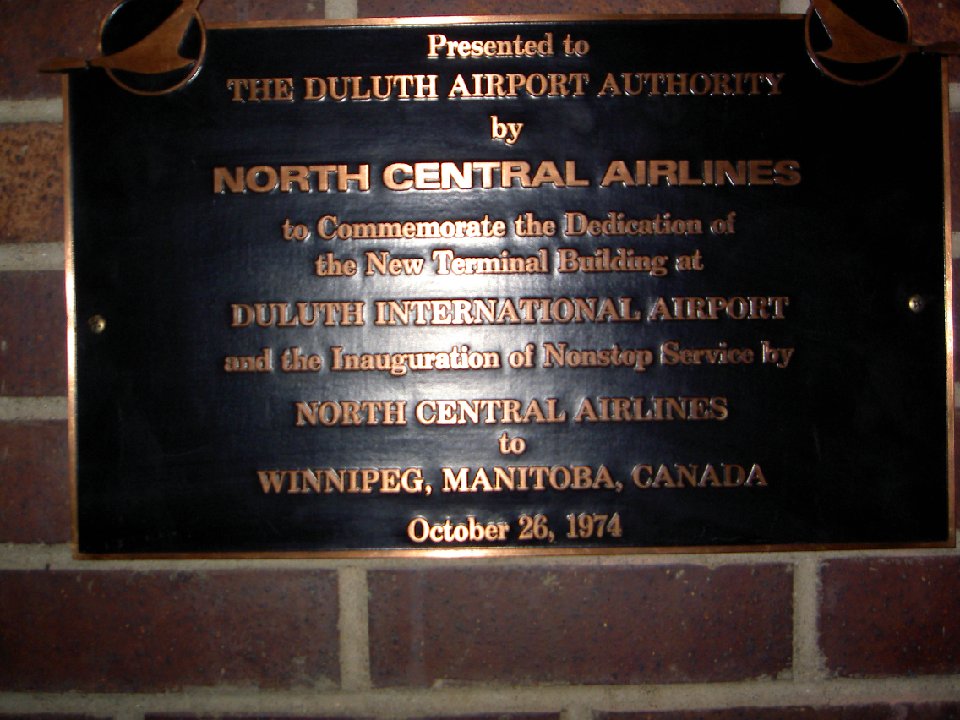 Presented to
THE DULUTH AIRPORT AUTHORITY
by
NORTH CENTRAL AIRLINES
to Commemorate the Dedication of
the New Terminal Building at
DULUTH INTERNATIONAL AIRPORT
and the Inauguration of Nonstop Service by
NORTH CENTRAL AIRLINES
to
WINNIPEG, MANITOBA, CANADA
October 26, 1974